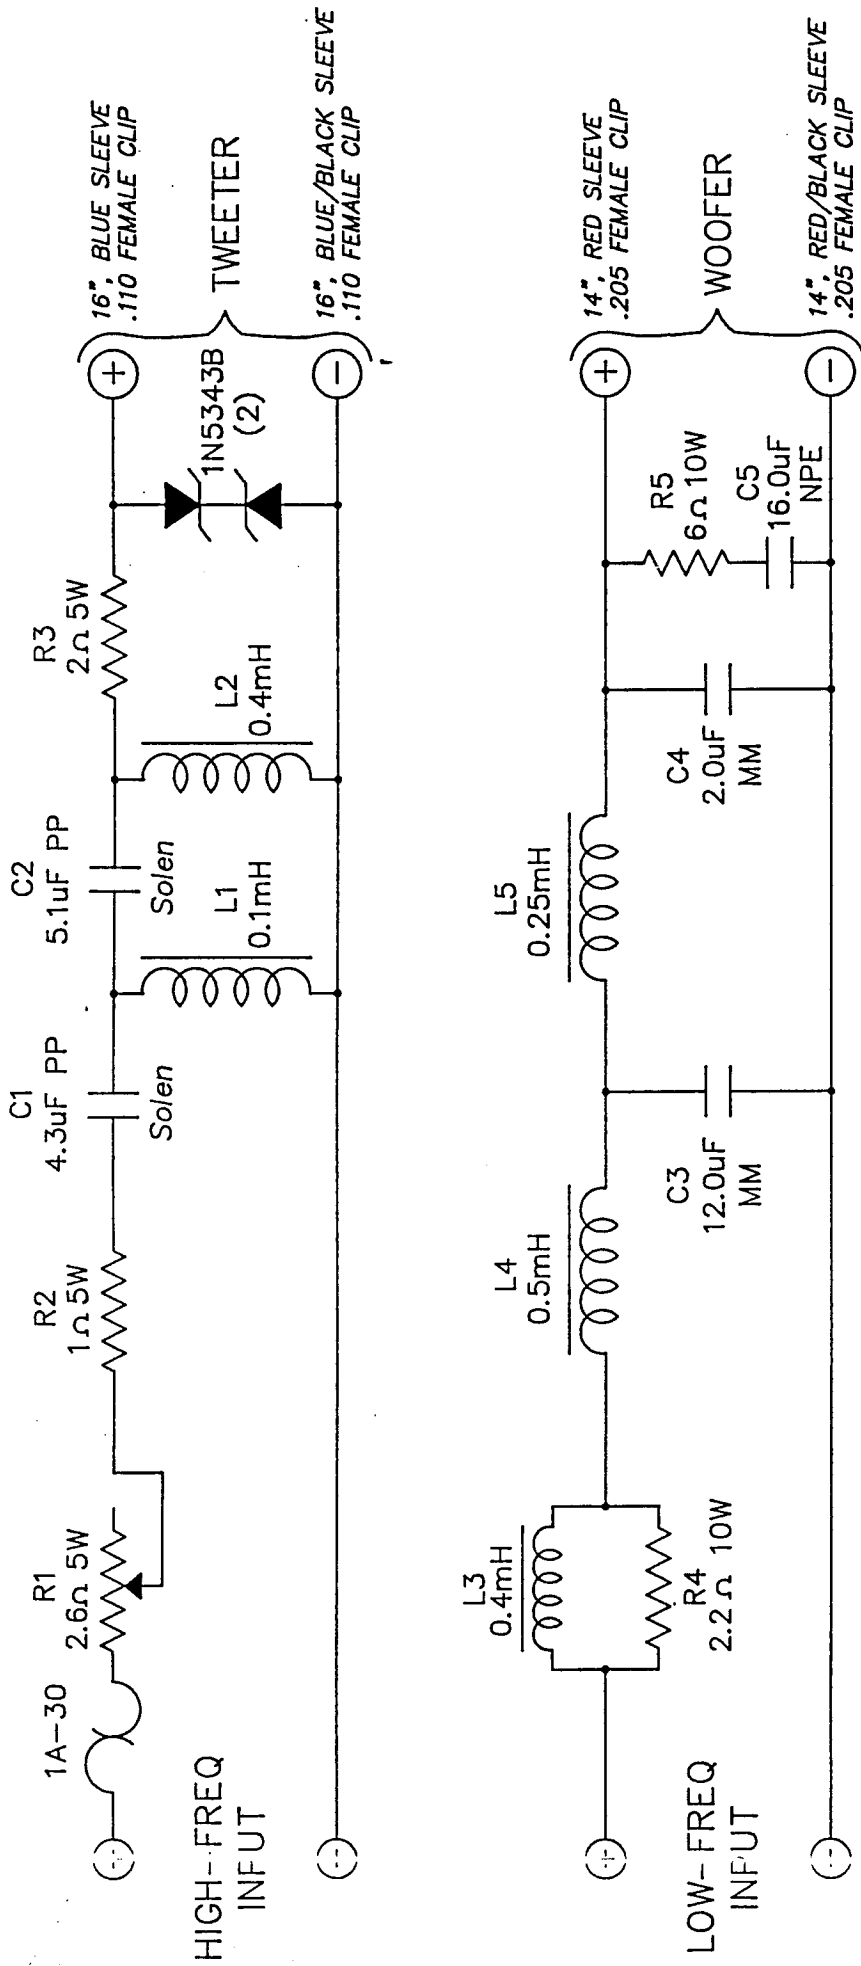 HIGH-FREQ
INPUT
1A-30
R1
2.6Ω 5W
R2
1Ω 5W
C1
4.3uF PP
Solen
L1
0.1mH
C2
5.1uF PP
Solen
L2
0.4mH
R3
2Ω 5W
1N5343B
(2)
+
-
16", BLUE SLEEVE
.110 FEMALE CLIP
TWEETER
16", BLUE/BLACK SLEEVE
.110 FEMALE CLIP
LOW-FREQ
INPUT
L3
0.4mH
R4
2.2Ω 10W
L4
0.5mH
C3
12.0uF
MM
L5
0.25mH
C4
2.0uF
MM
R5
6Ω 10W
C5
16.0uF
NPE
+
-
14", RED SLEEVE
.205 FEMALE CLIP
WOOFER
14", RED/BLACK SLEEVE
.205 FEMALE CLIP